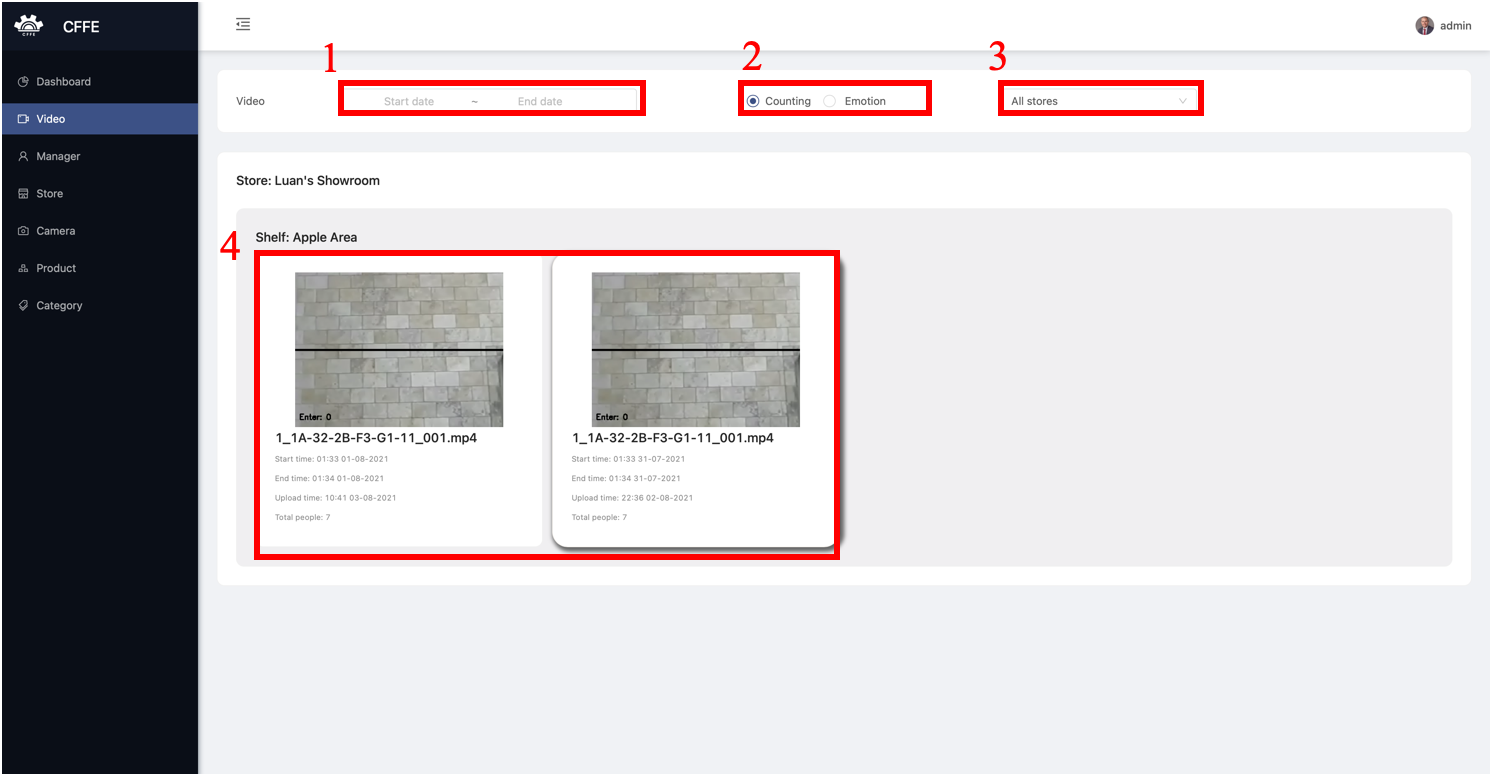 CFFE
CFFE
admin
Dashboard
Video
Manager
Store
Camera
Product
Category
1
2
3
Video
Start date ~ End date
Counting Emotion
All stores
Store: Luan's Showroom
4
Shelf: Apple Area
Enter: 0
1_1A-32-2B-F3-G1-11_001.mp4
Start time: 01:33 01-08-2021
End time: 01:34 01-08-2021
Upload time: 10:41 03-08-2021
Total people: 7
Enter: 0
1_1A-32-2B-F3-G1-11_001.mp4
Start time: 01:33 31-07-2021
End time: 01:34 31-07-2021
Upload time: 22:36 02-08-2021
Total people: 7